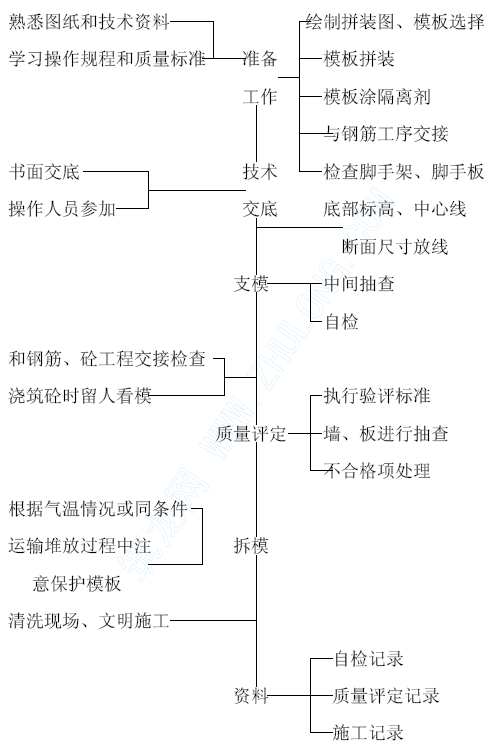 熟悉图纸和技术资料
绘制拼装图、模板选择
学习操作规程和质量标准
准备
模板拼装
工作
模板涂隔离剂
与钢筋工序交接
书面交底
技术
检查脚手架、脚手板
操作人员参加
交底
底部标高、中心线
断面尺寸放线
支模
中间抽查
自检
和钢筋、砼工程交接检查
浇筑砼时留人看模
执行验评标准
质量评定
墙、板进行抽查
不合格项处理
根据气温情况或同条件
运输堆放过程中注
拆模
意保护模板
清洗现场、文明施工
自检记录
资料
质量评定记录
施工记录
筑龙网 WWW.ZHULONG.COM